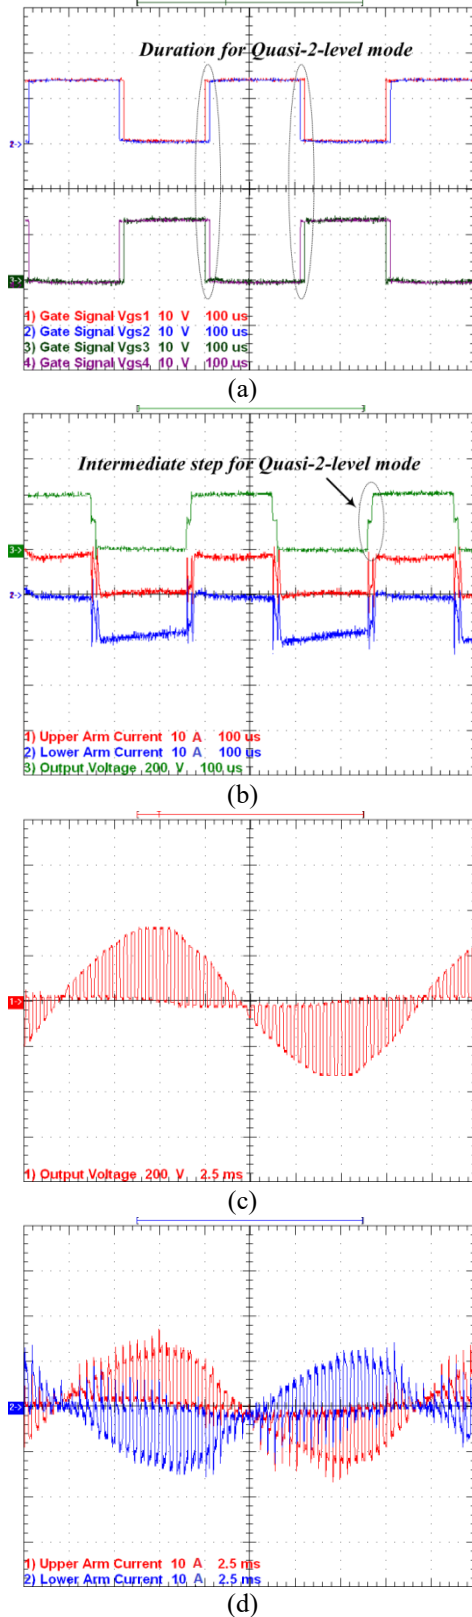 Duration for Quasi-2-level mode
2->
3->
1) Gate Signal Vgs1 10 V 100 us
2) Gate Signal Vgs2 10 V 100 us
3) Gate Signal Vgs3 10 V 100 us
4) Gate Signal Vgs4 10 V 100 us
(a)
Intermediate step for Quasi-2-level mode
3->
2->
1) Upper Arm Current 10 A 100 us
2) Lower Arm Current 10 A 100 us
3) Output Voltage 200 V 100 us
(b)
1->
1) Output Voltage 200 V 2.5 ms
(c)
2->
1) Upper Arm Current 10 A 2.5 ms
2) Lower Arm Current 10 A 2.5 ms
(d)